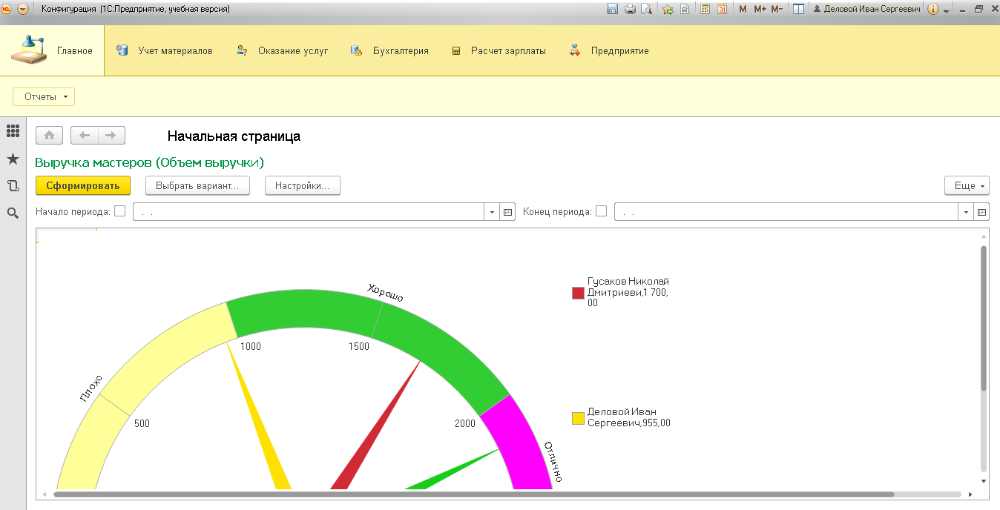 Конфигурация (1С:Предприятие, учебная версия)
M M+ M- Деловой Иван Сергеевич
Главное Учет материалов Оказание услуг Бухгалтерия Расчет зарплаты Предприятие
Отчеты
Начальная страница
Выручка мастеров (Объем выручки)
Сформировать Выбрать вариант... Настройки... Еще
Начало периода: . . Конец периода: . .
Гусаков Николай
Дмитриеви,1 700,
00
Хорошо
1000 1500
Плохо
500 2000
Деловой Иван
Сергеевич,955,00
Отлично